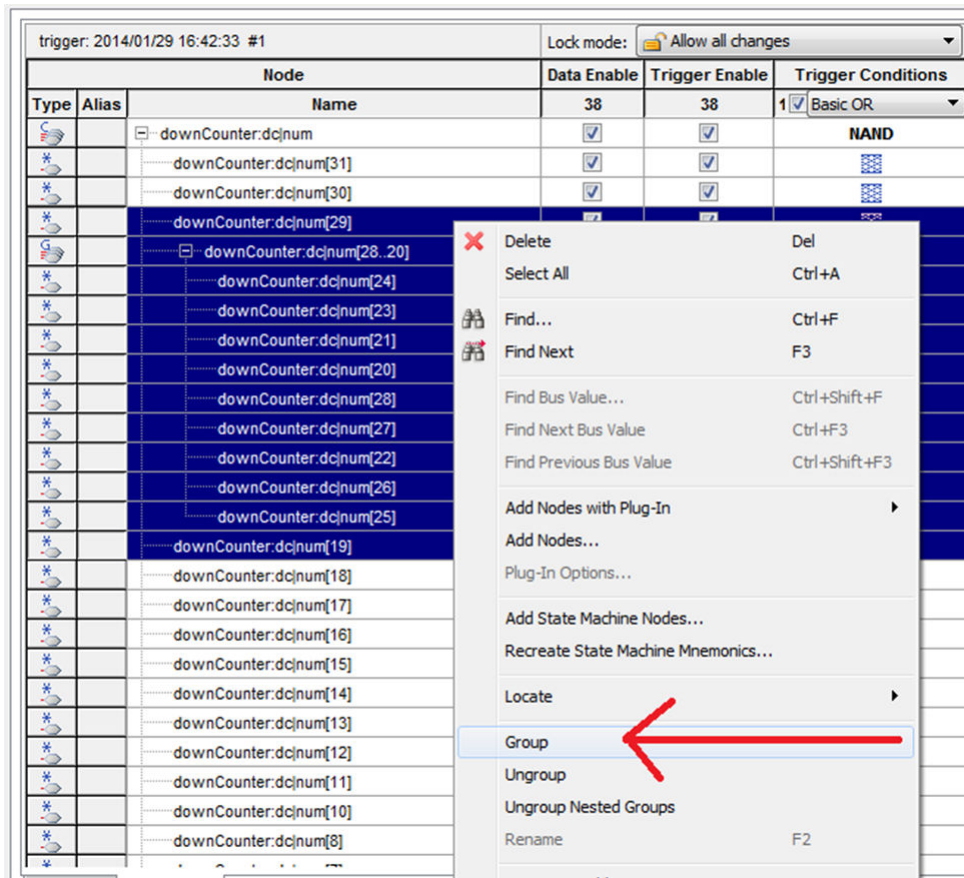 trigger: 2014/01/29 16:42:33 #1 Lock mode: Allow all changes
Node Data Enable Trigger Enable Trigger Conditions
Type Alias Name 38 38 1 Basic OR
downCounter:dc|num NAND
downCounter:dc|num[31]
downCounter:dc|num[30]
downCounter:dc|num[29]
downCounter:dc|num[28..20]
downCounter:dc|num[24]
downCounter:dc|num[23]
downCounter:dc|num[21]
downCounter:dc|num[20]
downCounter:dc|num[28]
downCounter:dc|num[27]
downCounter:dc|num[22]
downCounter:dc|num[26]
downCounter:dc|num[25]
downCounter:dc|num[19]
downCounter:dc|num[18]
downCounter:dc|num[17]
downCounter:dc|num[16]
downCounter:dc|num[15]
downCounter:dc|num[14]
downCounter:dc|num[13]
downCounter:dc|num[12]
downCounter:dc|num[11]
downCounter:dc|num[10]
downCounter:dc|num[8]
Delete Del
Select All Ctrl+A
Find... Ctrl+F
Find Next F3
Find Bus Value... Ctrl+Shift+F
Find Next Bus Value Ctrl+F3
Find Previous Bus Value Ctrl+Shift+F3
Add Nodes with Plug-In
Add Nodes...
Plug-In Options...
Add State Machine Nodes...
Recreate State Machine Mnemonics...
Locate
Group
Ungroup
Ungroup Nested Groups
Rename F2